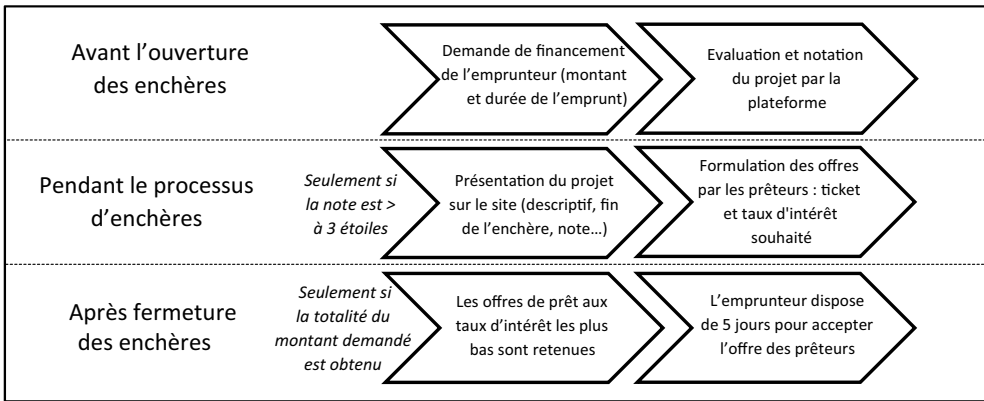 Avant l’ouverture
des enchères
Demande de financement
de l’emprunteur (montant
et durée de l’emprunt)
Evaluation et notation
du projet par la
plateforme
Pendant le processus
d’enchères
Seulement si
la note est >
à 3 étoiles
Présentation du projet
sur le site (descriptif, fin
de l’enchère, note…)
Formulation des offres
par les prêteurs : ticket
et taux d'intérêt
souhaité
Après fermeture
des enchères
Seulement si
la totalité du
montant demandé
est obtenu
Les offres de prêt aux
taux d’intérêt les plus
bas sont retenues
L’emprunteur dispose
de 5 jours pour accepter
l’offre des prêteurs